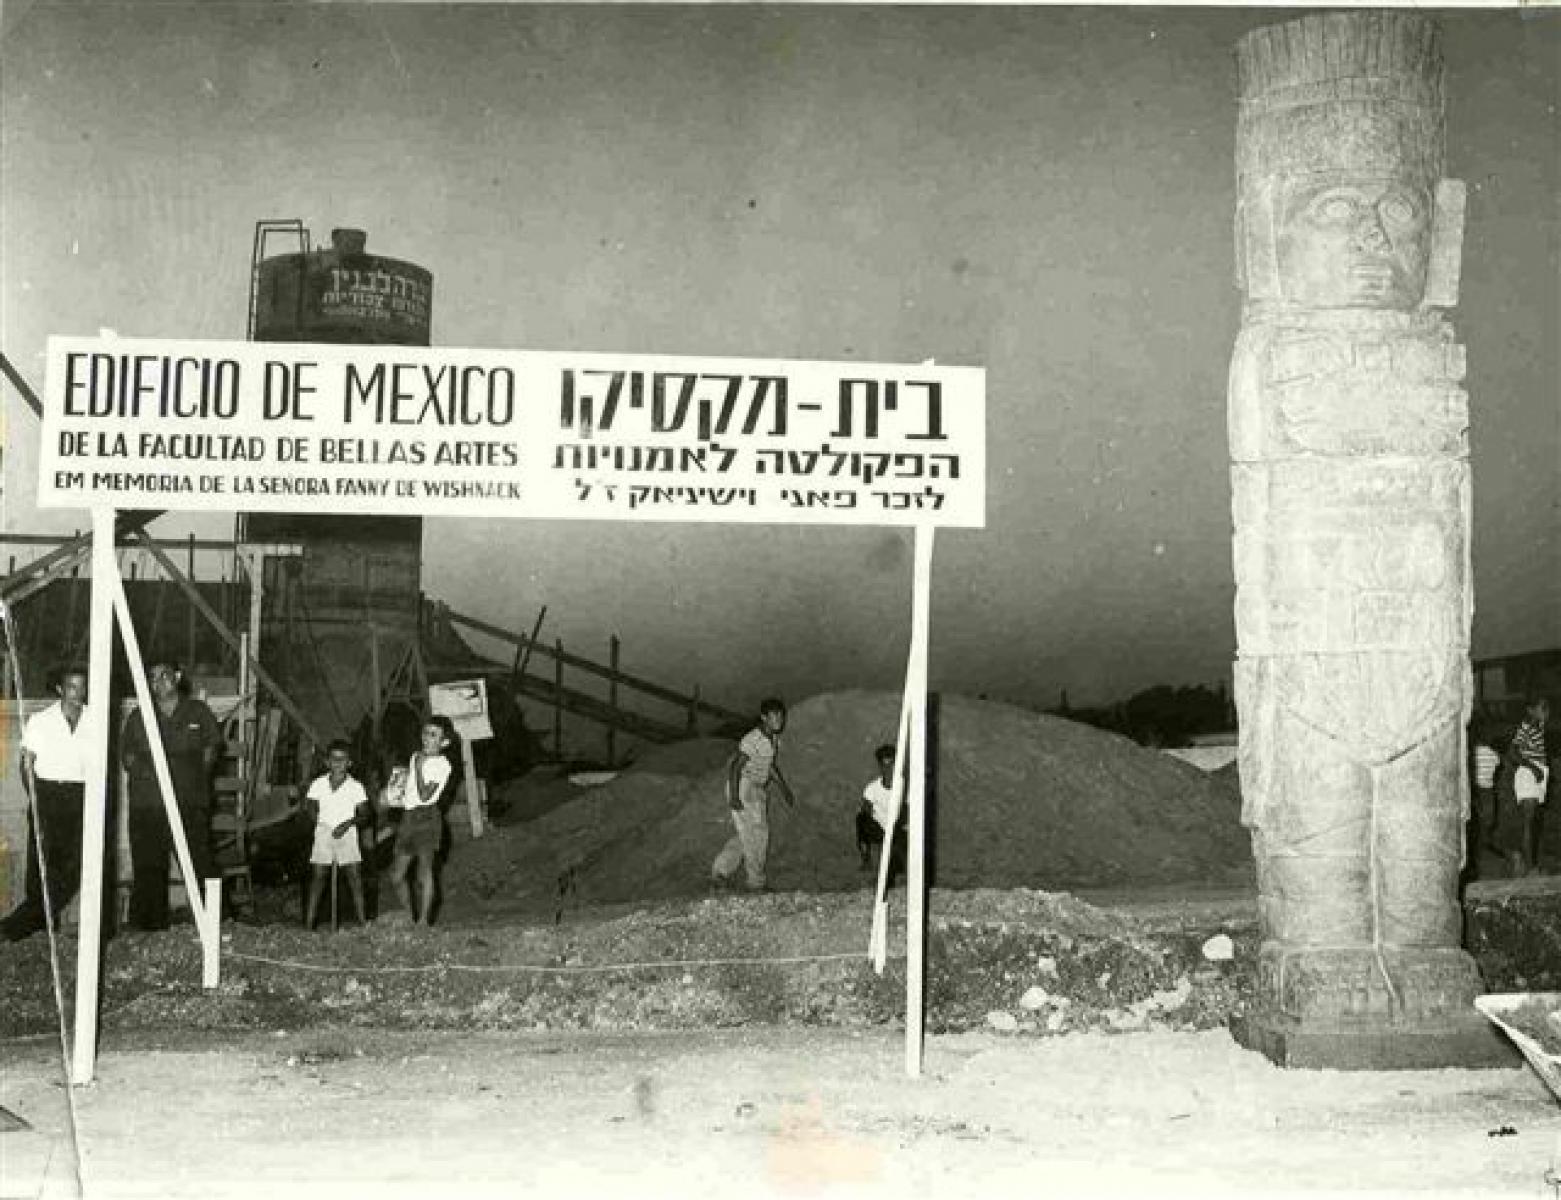 EDIFICIO DE MEXICO
DE LA FACULTAD DE BELLAS ARTES
EM MEMORIA DE LA SENORA FANNY DE WISHNACK
בית - מקסיקו
הפקולטה לאמנויות
לזכר פאני וישניאק ז"ל